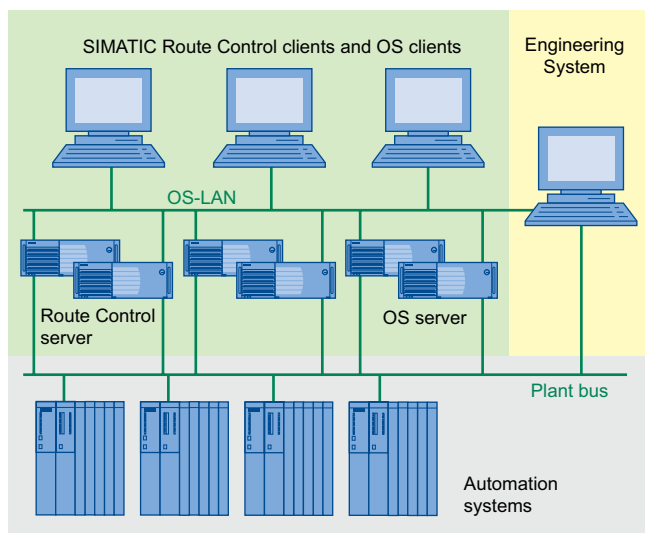 SIMATIC Route Control clients and OS clients
Engineering
System
OS-LAN
Route Control
server
OS server
Plant bus
Automation
systems